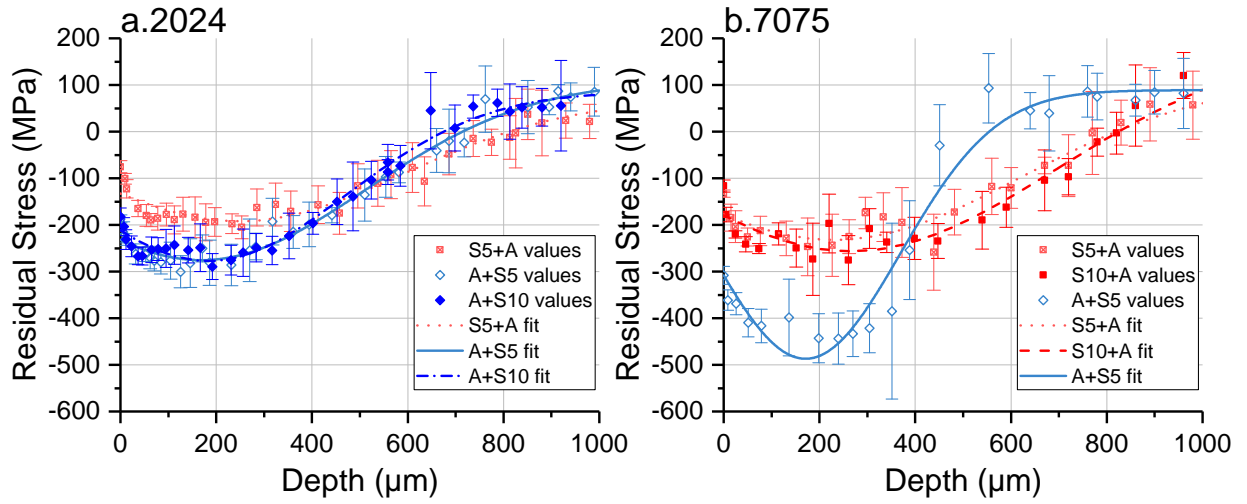 a.2024
200
100
0
-100
-200
-300
-400
-500
-600
Residual Stress (MPa)
S5+A values
A+S5 values
A+S10 values
S5+A fit
A+S5 fit
A+S10 fit
0 200 400 600 800 1000
Depth (µm)
b.7075
200
100
0
-100
-200
-300
-400
-500
-600
Residual Stress (MPa)
S5+A values
S10+A values
A+S5 values
S5+A fit
S10+A fit
A+S5 fit
0 200 400 600 800 1000
Depth (µm)